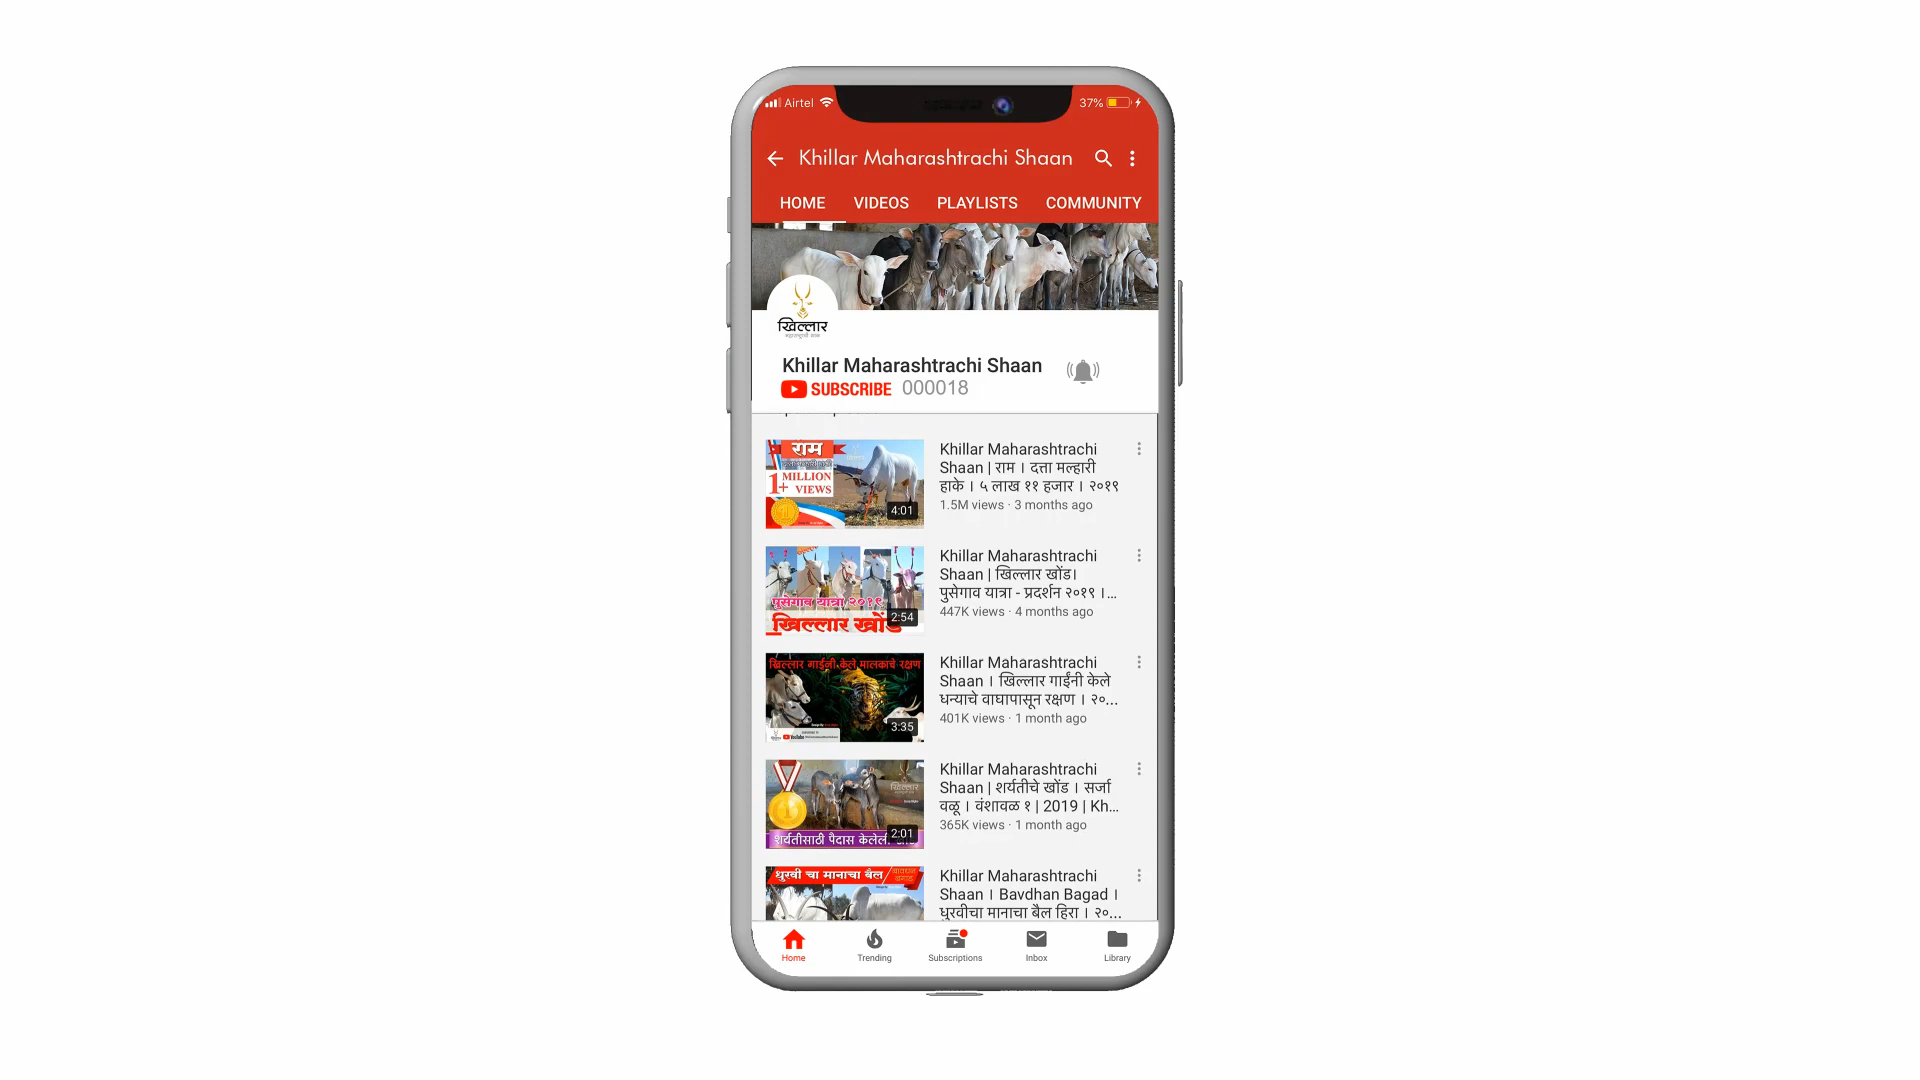 Airtel
37%
Khillar Maharashtrachi Shaan
HOME VIDEOS PLAYLISTS COMMUNITY
खिल्लार
Khillar Maharashtrachi Shaan
SUBSCRIBE 000018
राम
1+ MILLION VIEWS
4:01
Khillar Maharashtrachi
Shaan | राम । दत्ता मल्हारी
हाके । ५ लाख ११ हजार । २०१९
1.5M views · 3 months ago
पुसेगाव यात्रा २०१९
खिल्लार खोंड
2:54
Khillar Maharashtrachi
Shaan | खिल्लार खोंड।
पुसेगाव यात्रा - प्रदर्शन २०१९ ।...
447K views · 4 months ago
खिल्लार गाईंनी केले मालकाचे रक्षण
YouTube
3:35
Khillar Maharashtrachi
Shaan । खिल्लार गाईंनी केले
धन्याचे वाघापासून रक्षण । २०...
401K views · 1 month ago
खिल्लार
1
शर्यतीसाठी पैदास केलेले
2:01
Khillar Maharashtrachi
Shaan | शर्यतीचे खोंड । सर्जा
वळू । वंशावळ १ | 2019 | Kh...
365K views · 1 month ago
धुरवी चा मानाचा बैल
Khillar Maharashtrachi
Shaan । Bavdhan Bagad ।
धुरवीचा मानाचा बैल हिरा । २०...
Home Trending Subscriptions Inbox Library